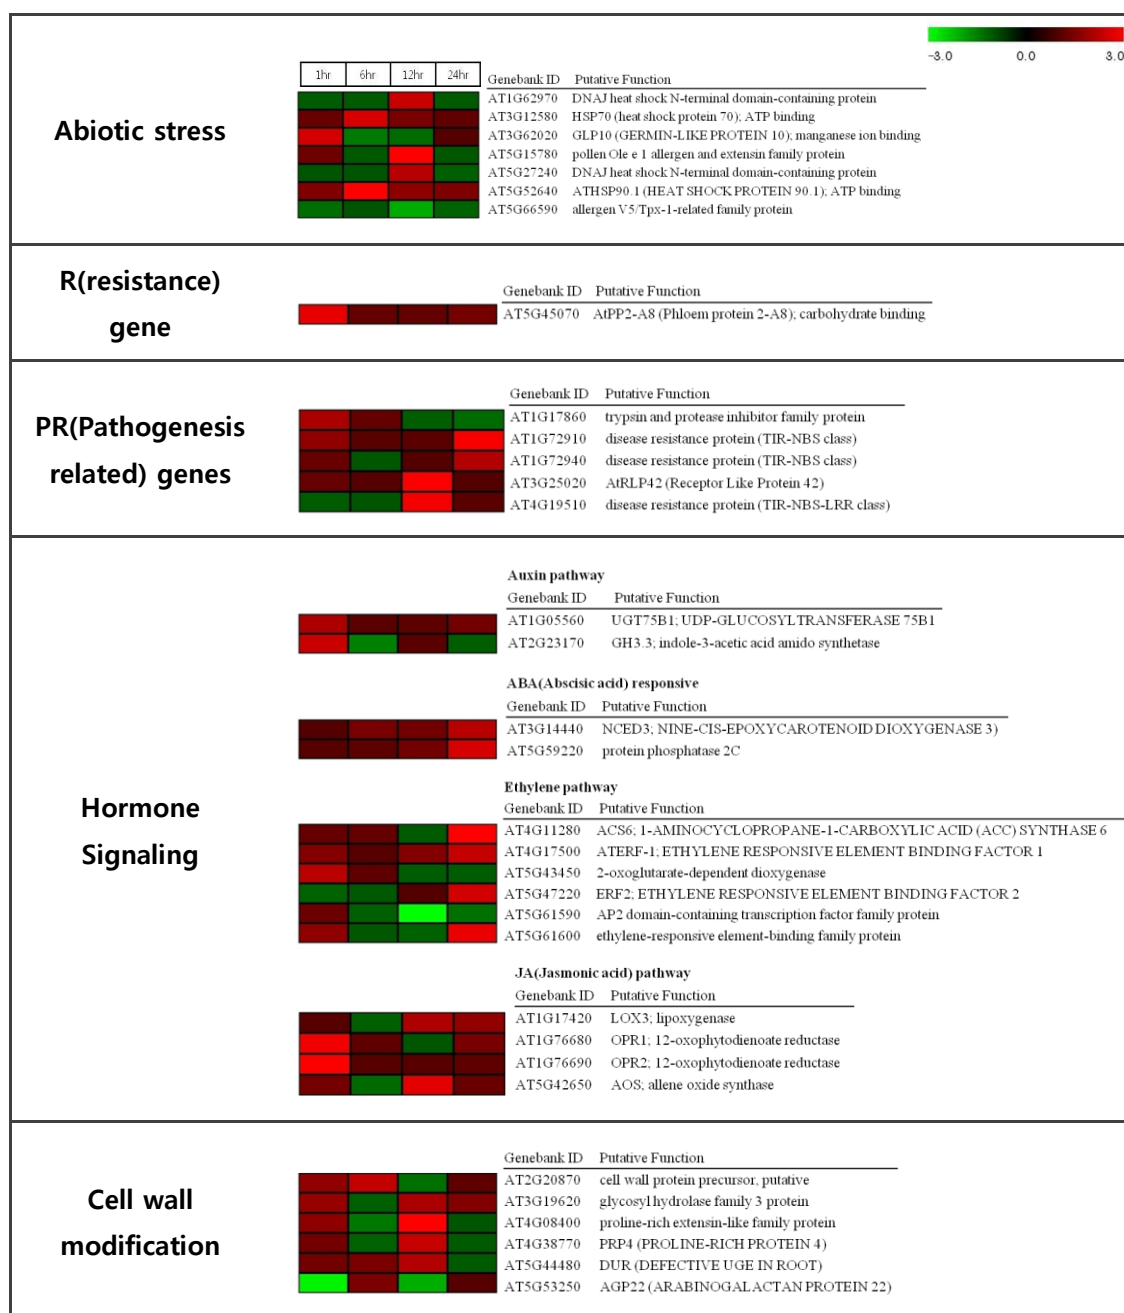 -3.0 0.0 3.0
1hr 6hr 12hr 24hr
Genebank ID Putative Function
Abiotic stress
AT1G62970 DNAJ heat shock N-terminal domain-containing protein
AT3G12580 HSP70 (heat shock protein 70); ATP binding
AT3G62020 GLP10 (GERMIN-LIKE PROTEIN 10); manganese ion binding
AT5G15780 pollen Ole e 1 allergen and extensin family protein
AT5G27240 DNAJ heat shock N-terminal domain-containing protein
AT5G52640 ATHSP90.1 (HEAT SHOCK PROTEIN 90.1); ATP binding
AT5G66590 allergen V5/Tpx-1-related family protein
R(resistance)
gene
Genebank ID Putative Function
AT5G45070 AtPP2-A8 (Phloem protein 2-A8); carbohydrate binding
PR(Pathogenesis
related) genes
Genebank ID Putative Function
AT1G17860 trypsin and protease inhibitor family protein
AT1G72910 disease resistance protein (TIR-NBS class)
AT1G72940 disease resistance protein (TIR-NBS class)
AT3G25020 AtRLP42 (Receptor Like Protein 42)
AT4G19510 disease resistance protein (TIR-NBS-LRR class)
Hormone
Signaling
Auxin pathway
Genebank ID Putative Function
AT1G05560 UGT75B1; UDP-GLUCOSYLTRANSFERASE 75B1
AT2G23170 GH3.3; indole-3-acetic acid amido synthetase
ABA(Abscisic acid) responsive
Genebank ID Putative Function
AT3G14440 NCED3; NINE-CIS-EPOXYCAROTENOID DIOXYGENASE 3)
AT5G59220 protein phosphatase 2C
Ethylene pathway
Genebank ID Putative Function
AT4G11280 ACS6; 1-AMINOCYCLOPROPANE-1-CARBOXYLIC ACID (ACC) SYNTHASE 6
AT4G17500 ATERF-1; ETHYLENE RESPONSIVE ELEMENT BINDING FACTOR 1
AT5G43450 2-oxoglutarate-dependent dioxygenase
AT5G47220 ERF2; ETHYLENE RESPONSIVE ELEMENT BINDING FACTOR 2
AT5G61590 AP2 domain-containing transcription factor family protein
AT5G61600 ethylene-responsive element-binding family protein
JA(Jasmonic acid) pathway
Genebank ID Putative Function
AT1G17420 LOX3; lipoxygenase
AT1G76680 OPR1; 12-oxophytodienoate reductase
AT1G76690 OPR2; 12-oxophytodienoate reductase
AT5G42650 AOS; allene oxide synthase
Cell wall
modification
Genebank ID Putative Function
AT2G20870 cell wall protein precursor, putative
AT3G19620 glycosyl hydrolase family 3 protein
AT4G08400 proline-rich extensin-like family protein
AT4G38770 PRP4 (PROLINE-RICH PROTEIN 4)
AT5G44480 DUR (DEFECTIVE UGE IN ROOT)
AT5G53250 AGP22 (ARABINOGALACTAN PROTEIN 22)